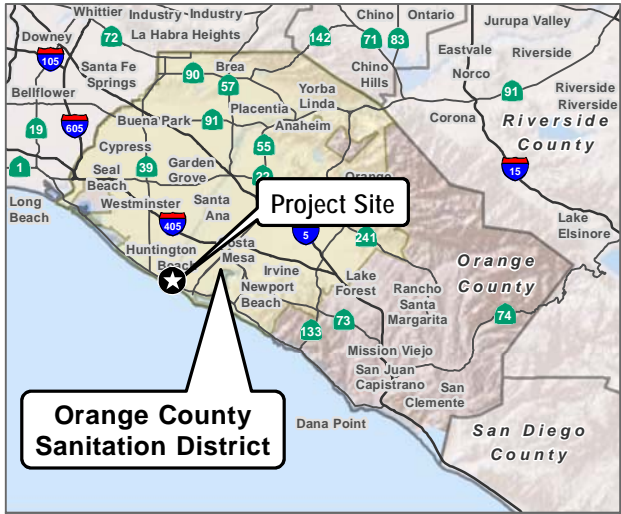 Whittier Industry Industry
Chino Ontario
Jurupa Valley
Downey
72
La Habra Heights
142
71
83
105
Eastvale
Riverside
Santa Fe
Springs
90
Brea
57
Chino
Hills
Norco
91
Bellflower
Yorba
Linda
Riverside
Riverside
Placentia
19
605
Buena Park
91
Anaheim
Corona
Riverside
County
Cypress
55
1
Seal
Beach
39
Garden
Grove
22
Orange
15
Long
Beach
Westminster
Santa
Ana
Project Site
405
5
241
Lake
Elsinore
Huntington
Beach
Costa
Mesa
Irvine
Newport
Beach
Lake
Forest
Orange
County
Rancho
Santa
Margarita
133
73
74
Mission Viejo
San Juan
Capistrano
San
Clemente
Orange County
Sanitation District
Dana Point
San Diego
County